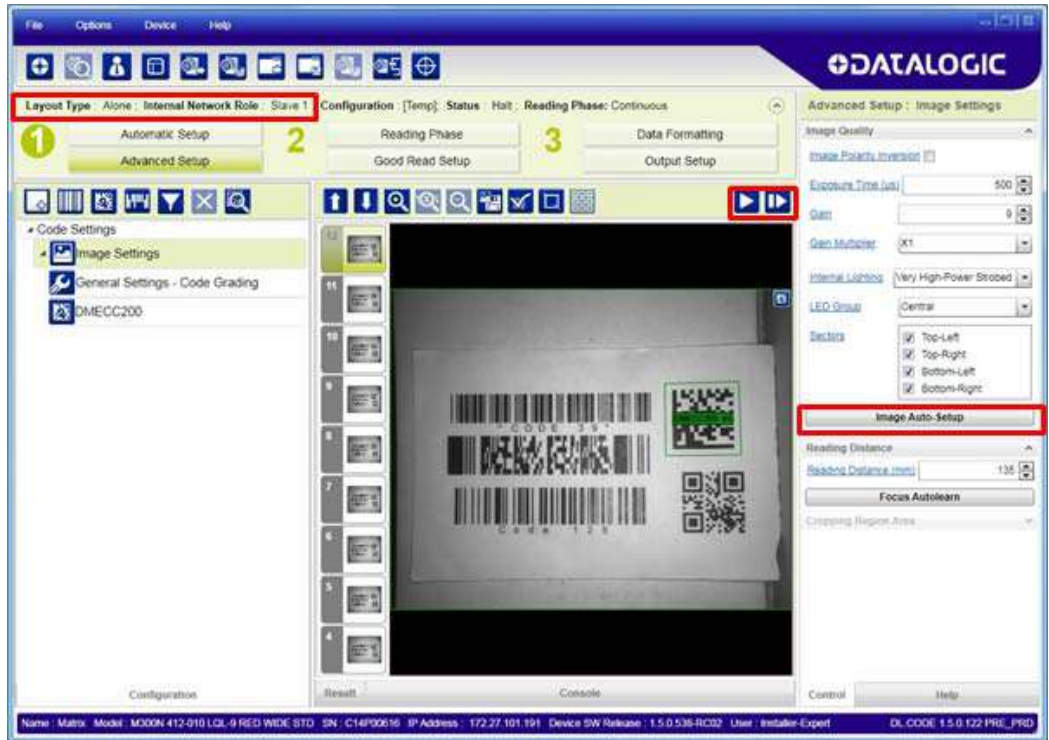 File Options Device Help
DATALOGIC
Layout Type : Alone : Internal Network Role : Slave 1 : Configuration : [Temp]: Status : Halt : Reading Phase: Continuous
Advanced Setup : Image Settings
1 Automatic Setup 2 Reading Phase 3 Data Formatting
Advanced Setup Good Read Setup Output Setup
Image Quality
Image Polarity Inversion
Exposure Time (us) 500
Gain 9
Gain Multiplier X1
Internal Lighting Very High-Power Strobed
LED Group Central
Sectors Top-Left
Top-Right
Bottom-Left
Bottom-Right
Image Auto-Setup
Reading Distance
Reading Distance (mm) 135
Focus Autolearn
Cropping Region Area
Code Settings
Image Settings
General Settings - Code Grading
DMECC200
12
11
10
9
8
7
6
5
4
*CODE 39*
Code 128
Configuration Result Console Control Help
Name : Matrix Model : M300N 412-010 LQL-9 RED WIDE STD SN : C14P00616 IP Address : 172.27.101.191 Device SW Release : 1.5.0.536-RC02 User : Installer-Expert DL.CODE 1.5.0.122 PRE_PRD